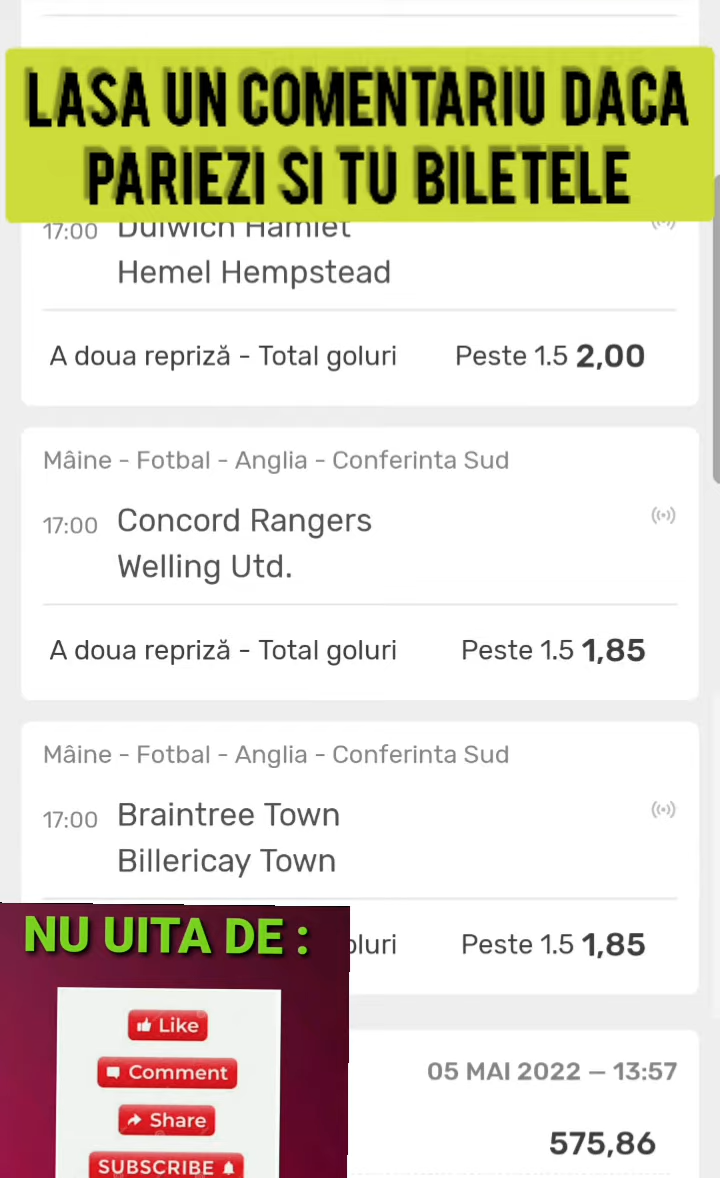 LASA UN COMENTARIU DACA
PARIEZI SI TU BILETELE
17:00 Dulwich Hamlet
Hemel Hempstead
A doua repriză - Total goluri Peste 1.5 2,00
Mâine - Fotbal - Anglia - Conferinta Sud
17:00 Concord Rangers
Welling Utd.
A doua repriză - Total goluri Peste 1.5 1,85
Mâine - Fotbal - Anglia - Conferinta Sud
17:00 Braintree Town
Billericay Town
oluri Peste 1.5 1,85
NU UITA DE :
Like
Comment
Share
SUBSCRIBE
05 MAI 2022 — 13:57
575,86